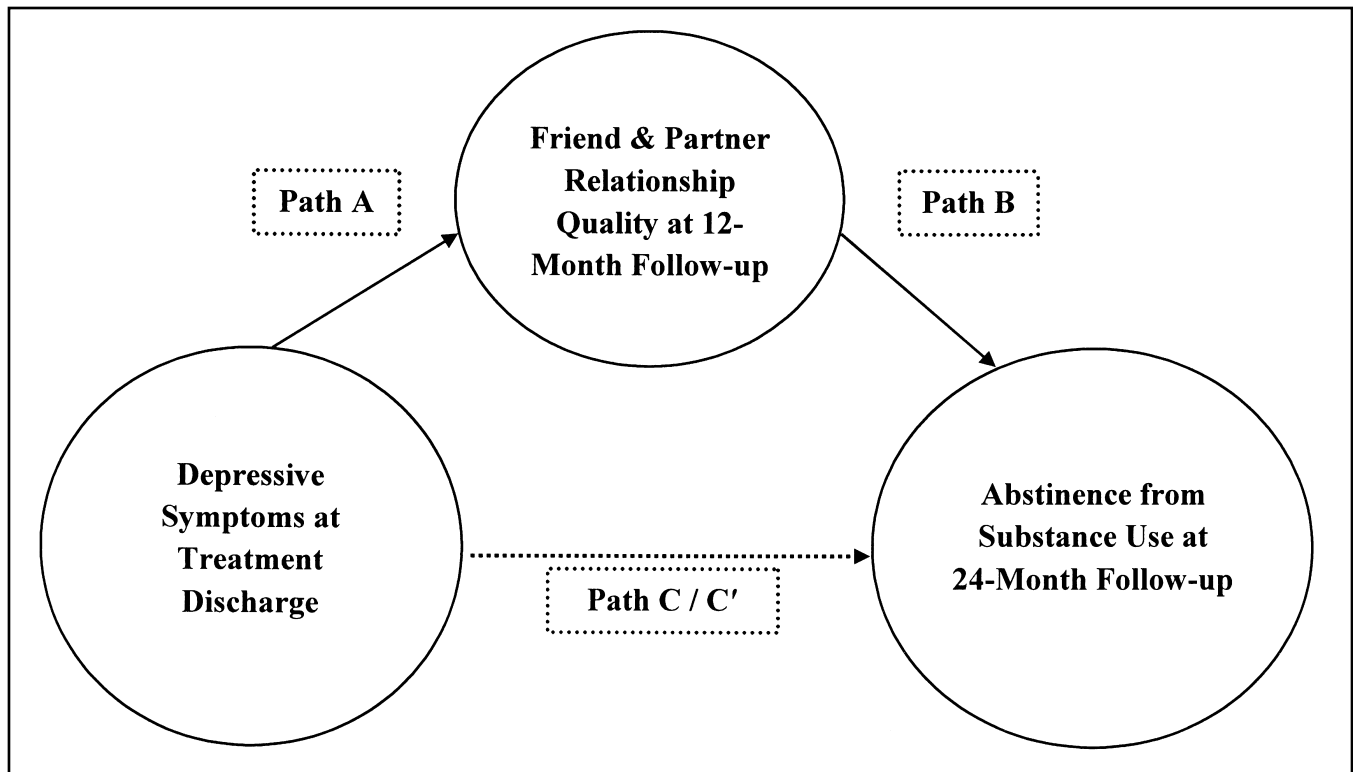 Friend & Partner
Relationship
Quality at 12-
Month Follow-up
Path A
Path B
Depressive
Symptoms at
Treatment
Discharge
Abstinence from
Substance Use at
24-Month Follow-up
Path C / C′